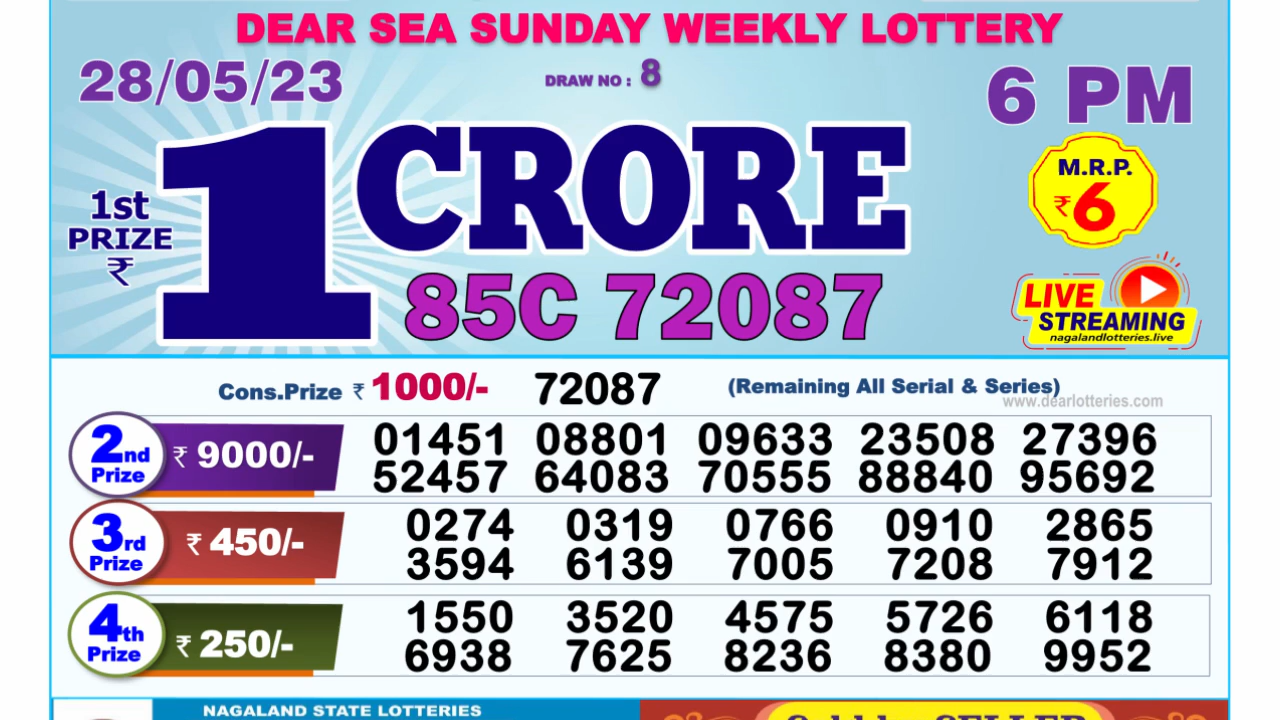 DEAR SEA SUNDAY WEEKLY LOTTERY
28/05/23
DRAW NO : 8
6 PM
1st
PRIZE
₹
1 CRORE
M.R.P.
₹6
85C 72087
LIVE
STREAMING
nagalandlotteries.live
Cons.Prize ₹ 1000/- 72087 (Remaining All Serial & Series)
www.dearlotteries.com
2nd Prize ₹ 9000/-
01451 08801 09633 23508 27396
52457 64083 70555 88840 95692
3rd Prize ₹ 450/-
0274 0319 0766 0910 2865
3594 6139 7005 7208 7912
4th Prize ₹ 250/-
1550 3520 4575 5726 6118
6938 7625 8236 8380 9952
NAGALAND STATE LOTTERIES